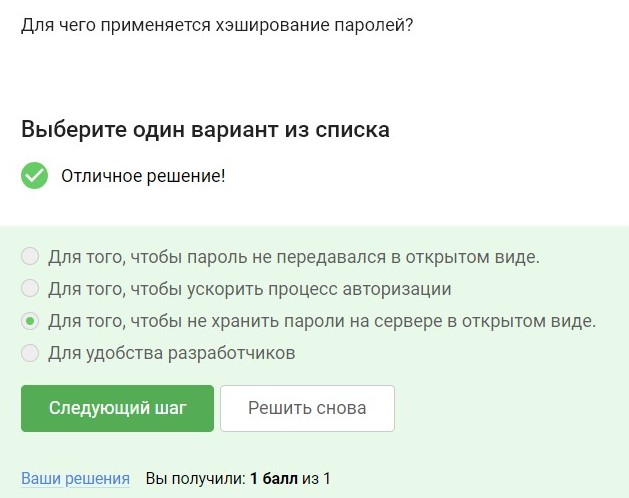 Для чего применяется хэширование паролей?
Выберите один вариант из списка
Отличное решение!
Для того, чтобы пароль не передавался в открытом виде.
Для того, чтобы ускорить процесс авторизации
Для того, чтобы не хранить пароли на сервере в открытом виде.
Для удобства разработчиков
Следующий шаг Решить снова
Ваши решения Вы получили: 1 балл из 1